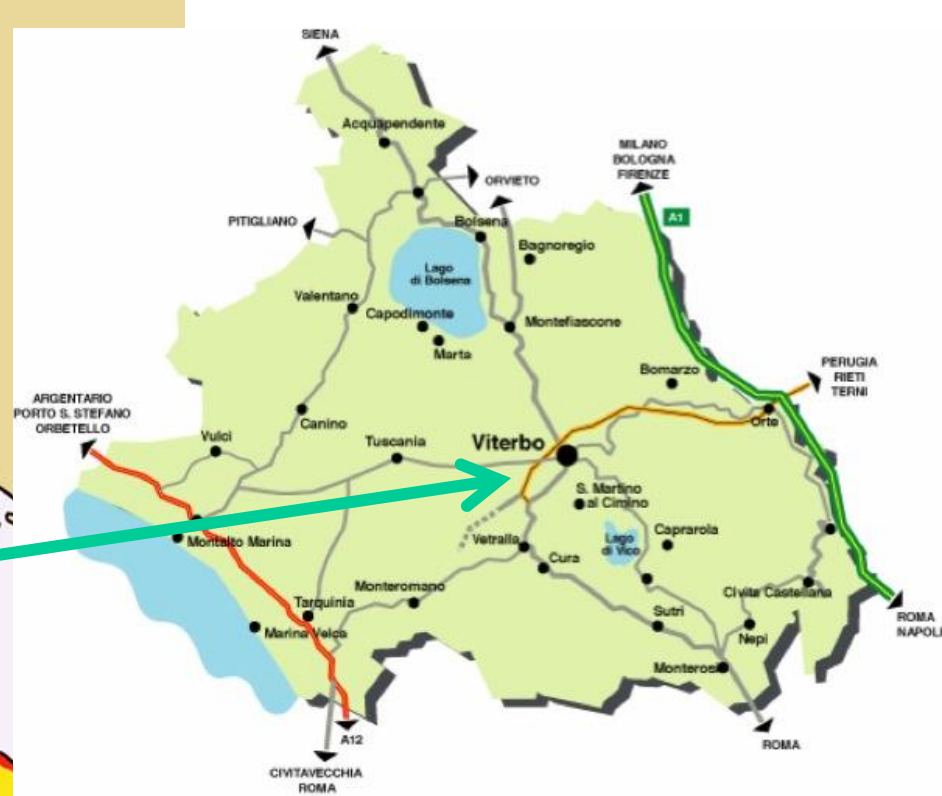 SIENA
Acquapendente
MILANO
BOLOGNA
FIRENZE
ORVIETO
A1
PITIGLIANO
Bolsena
Bagnoregio
Lago
di Bolsena
Valentano
Capodimonte
Montefiascone
Marta
PERUGIA
RIETI
TERNI
Bomarzo
ARGENTARIO
PORTO S. STEFANO
ORBETELLO
Canino
Orte
Vulci
Tuscania
Viterbo
S. Martino
al Cimino
Caprarola
Lago
di Vico
Vetralla
Montalto Marina
Cura
Monteromano
Civita Castellana
Tarquinia
Sutri
Marina Velca
Nepi
ROMA
NAPOLI
Monterosi
A12
ROMA
CIVITAVECCHIA
ROMA